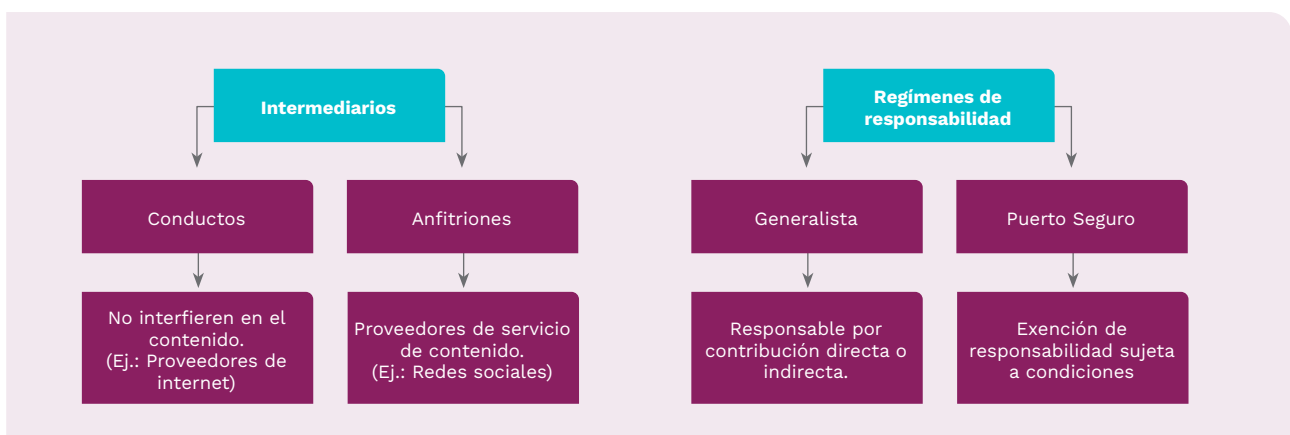 Intermediarios
Conductos
Anfitriones
No interfieren en el
contenido.
(Ej.: Proveedores de
internet)
Proveedores de servicio
de contenido.
(Ej.: Redes sociales)
Regímenes de
responsabilidad
Generalista
Puerto Seguro
Responsable por
contribución directa o
indirecta.
Exención de
responsabilidad sujeta
a condiciones